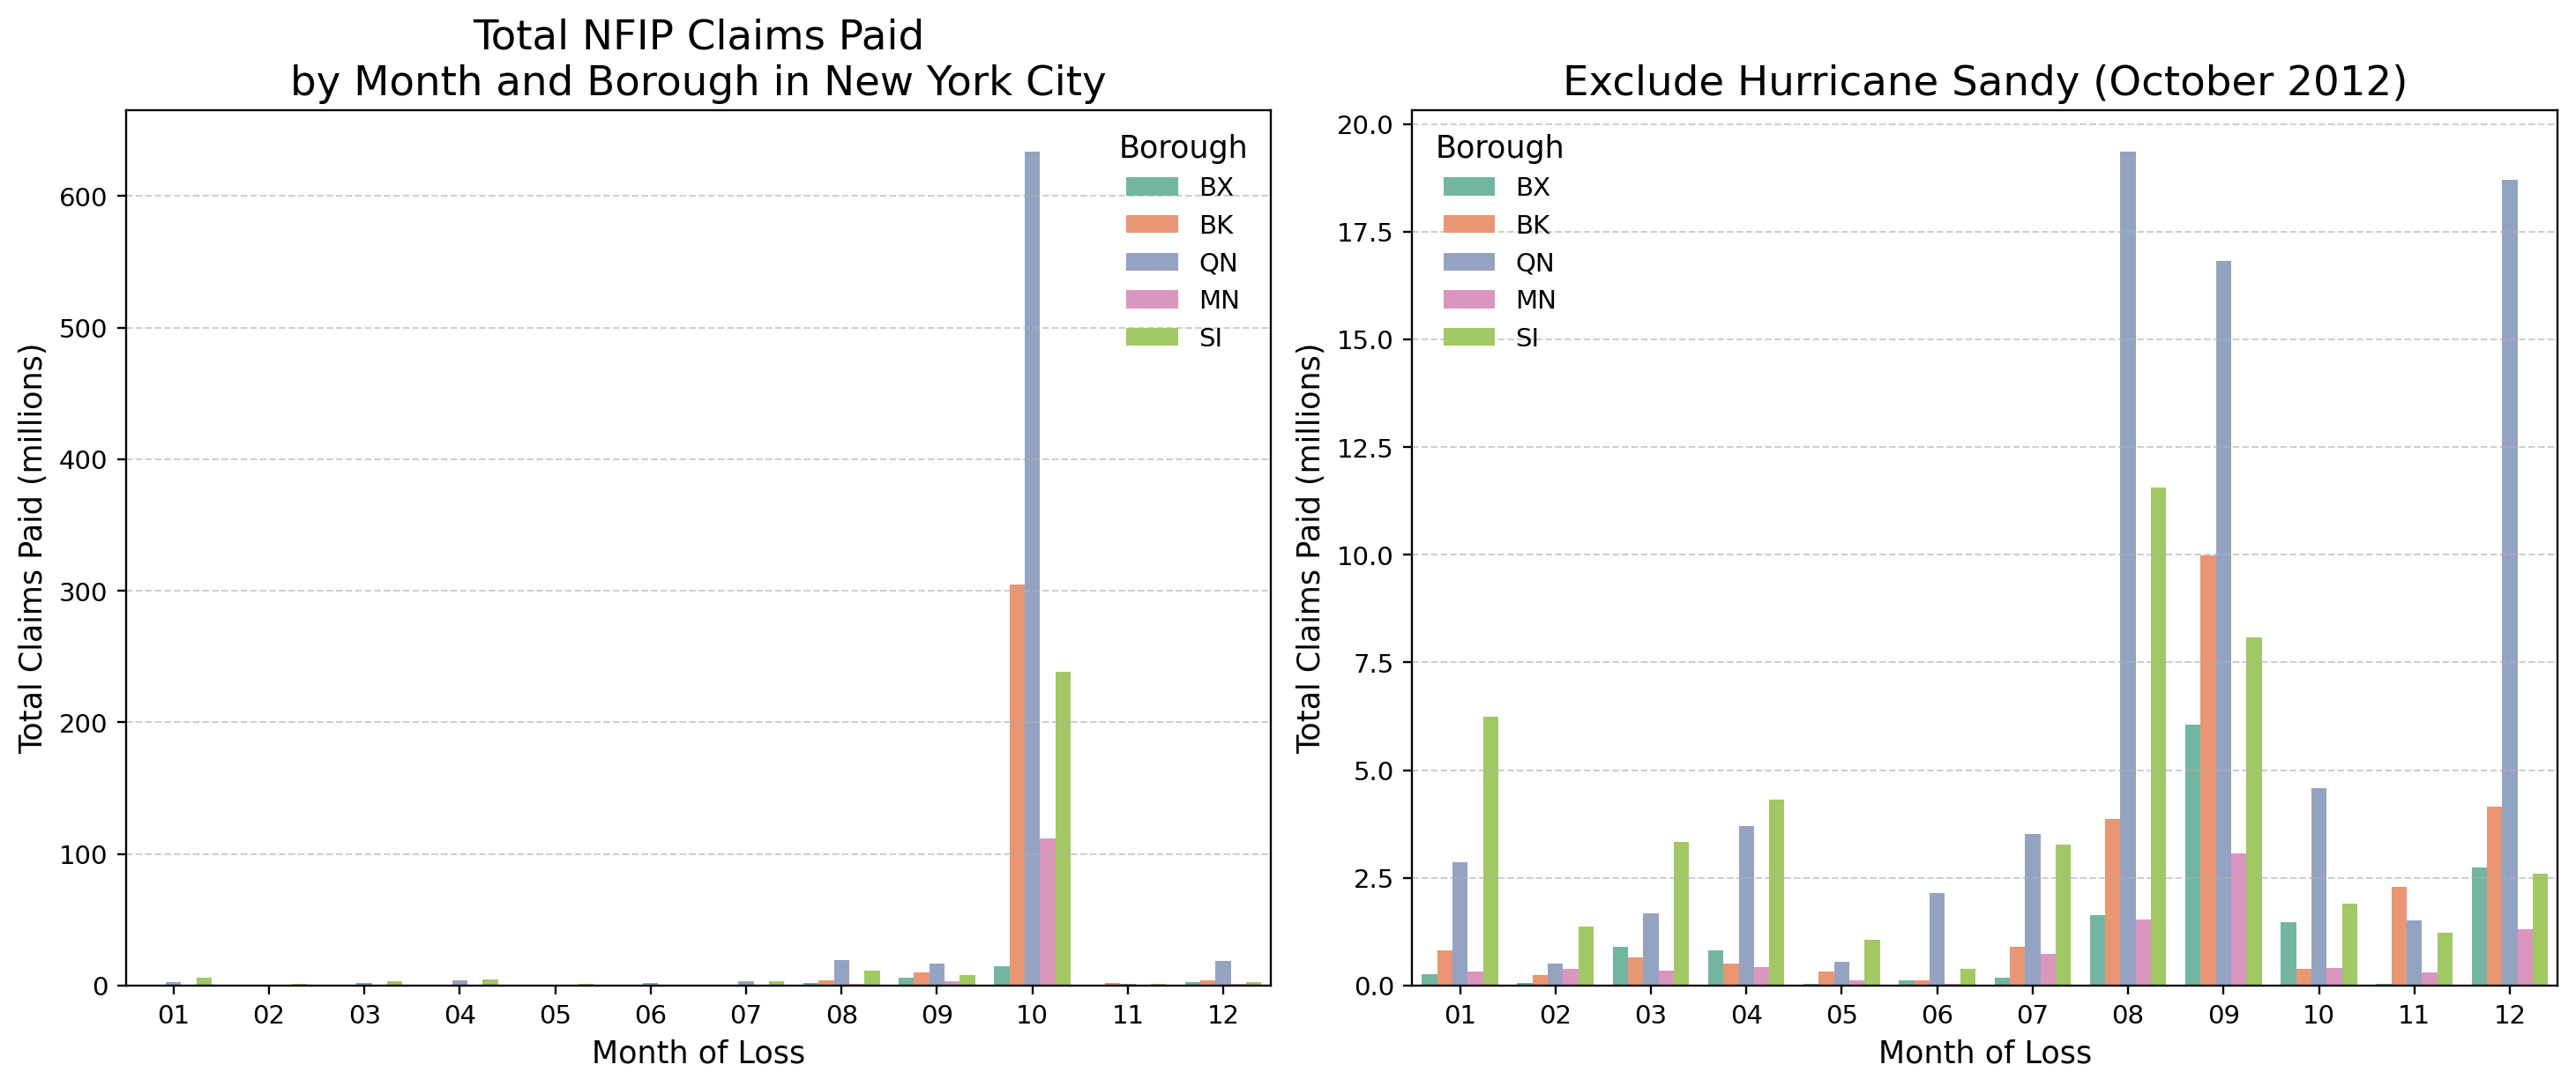 Total NFIP Claims Paid
by Month and Borough in New York City
Total Claims Paid (millions)
600
500
400
300
200
100
0
Borough
BX
BK
QN
MN
SI
01 02 03 04 05 06 07 08 09 10 11 12
Month of Loss
Exclude Hurricane Sandy (October 2012)
Total Claims Paid (millions)
20.0
17.5
15.0
12.5
10.0
7.5
5.0
2.5
0.0
Borough
BX
BK
QN
MN
SI
01 02 03 04 05 06 07 08 09 10 11 12
Month of Loss